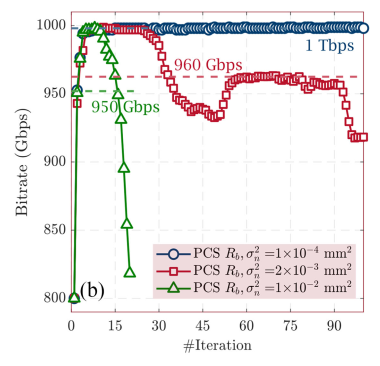 1000
950
900
850
800
Bitrate (Gbps)
1 Tbps
960 Gbps
950 Gbps
PCS R_b, σ_n^2 =1×10^-4 mm^2
PCS R_b, σ_n^2 =2×10^-3 mm^2
PCS R_b, σ_n^2 =1×10^-2 mm^2
(b)
0 15 30 45 60 75 90
#Iteration